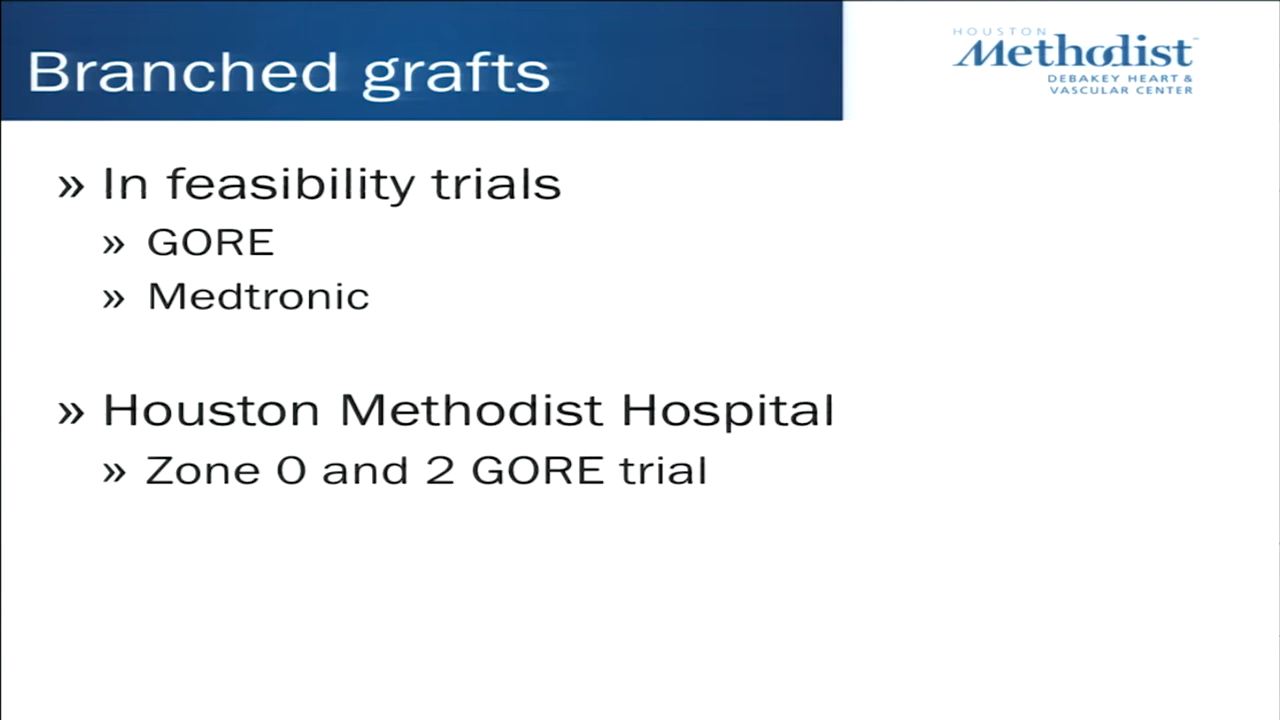 Branched grafts
HOUSTON
Methodist™
DEBAKEY HEART &
VASCULAR CENTER
» In feasibility trials
» GORE
» Medtronic
» Houston Methodist Hospital
» Zone 0 and 2 GORE trial